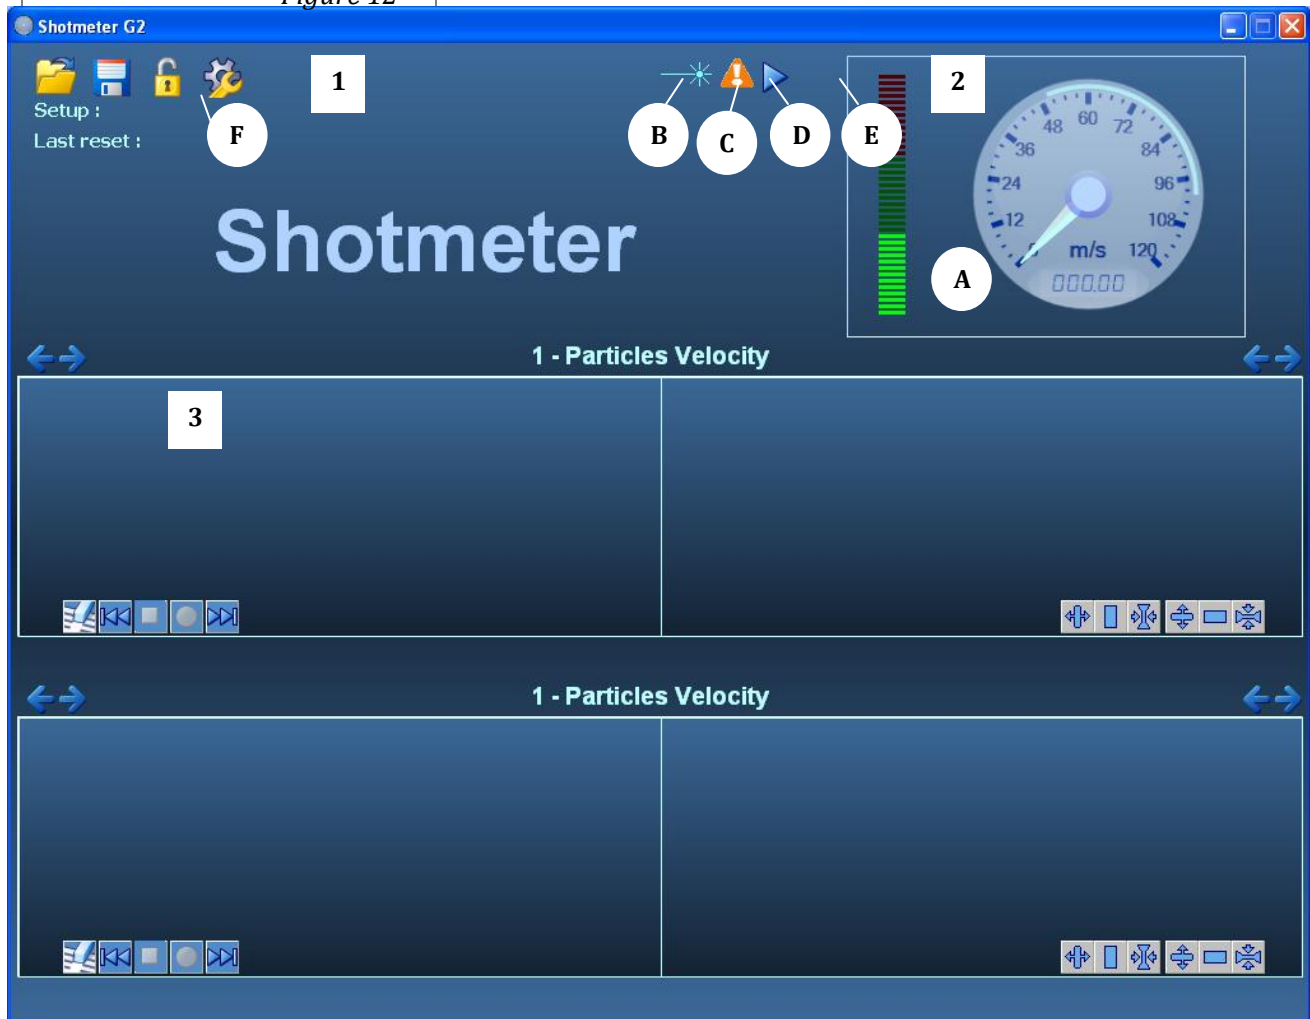 Figure 12
Shotmeter G2
1
2
Setup :
Last reset :
F
B
C
D
E
Shotmeter
A
0
12
24
36
48
60
72
84
96
108
120
m/s
000.00
1 - Particles Velocity
3
1 - Particles Velocity